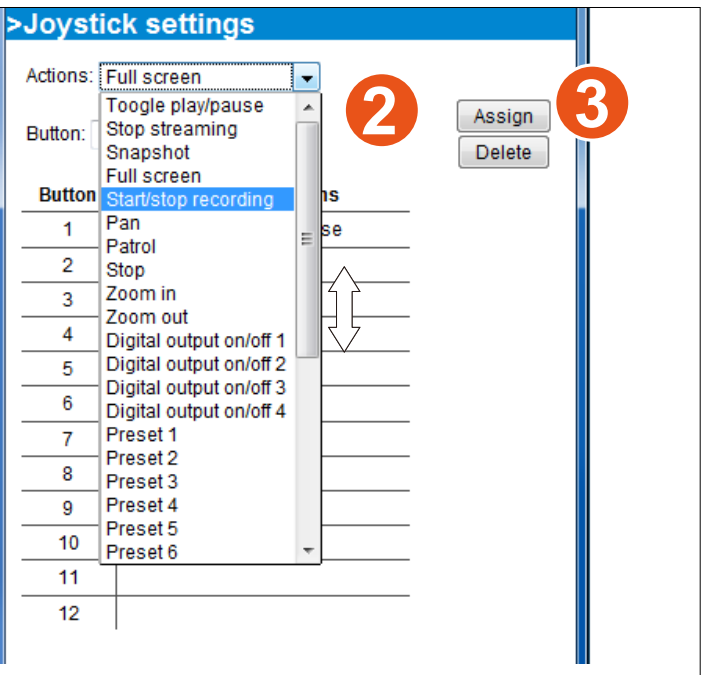 >Joystick settings
Actions: Full screen
2
3
Assign
Toogle play/pause
Button:
Stop streaming
Delete
Snapshot
Full screen
Button
Start/stop recording
ns
1
Pan
se
Patrol
2
Stop
3
Zoom in
Zoom out
4
Digital output on/off 1
5
Digital output on/off 2
Digital output on/off 3
6
Digital output on/off 4
7
Preset 1
Preset 2
8
Preset 3
9
Preset 4
Preset 5
10
Preset 6
11
12